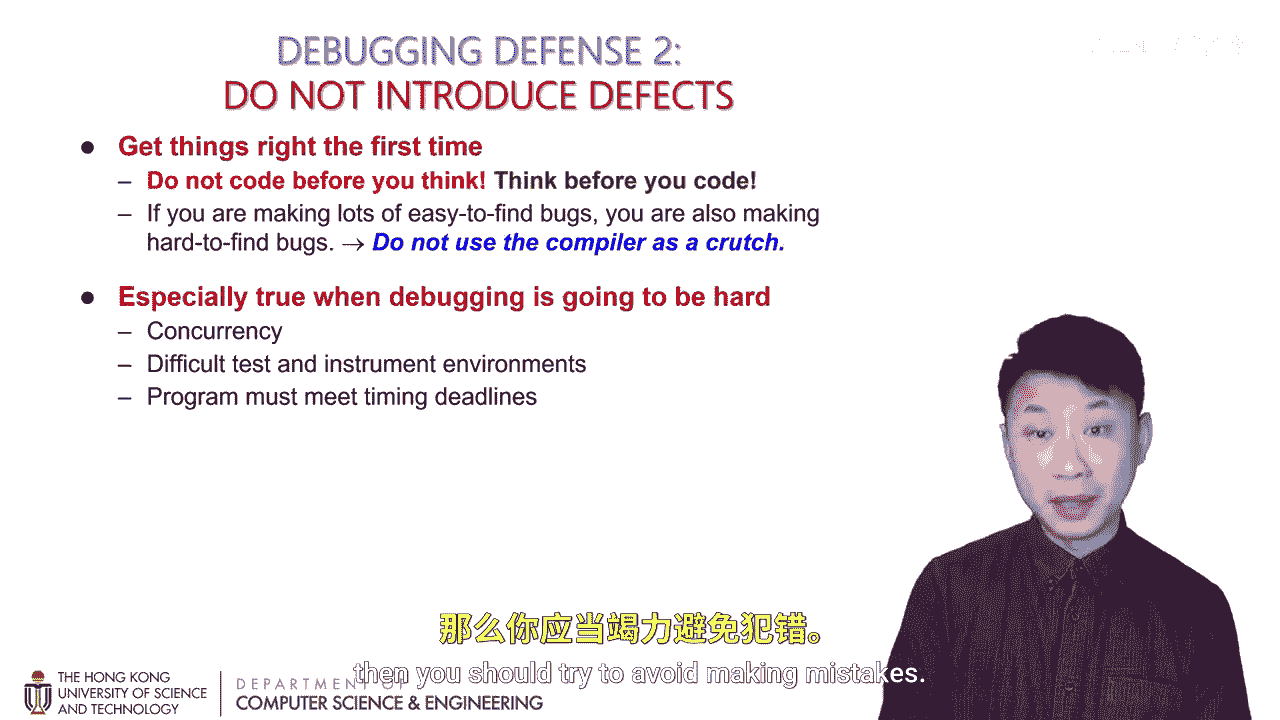 DEBUGGING DEFENSE 2:
DO NOT INTRODUCE DEFECTS
● Get things right the first time
– Do not code before you think! Think before you code!
– If you are making lots of easy-to-find bugs, you are also making
hard-to-find bugs. → Do not use the compiler as a crutch.
● Especially true when debugging is going to be hard
– Concurrency
– Difficult test and instrument environments
– Program must meet timing deadlines
那么你应当竭力避免犯错。
then you should try to avoid making mistakes.
THE HONG KONG
UNIVERSITY OF SCIENCE
AND TECHNOLOGY
DEPARTMENT OF
COMPUTER SCIENCE & ENGINEERING